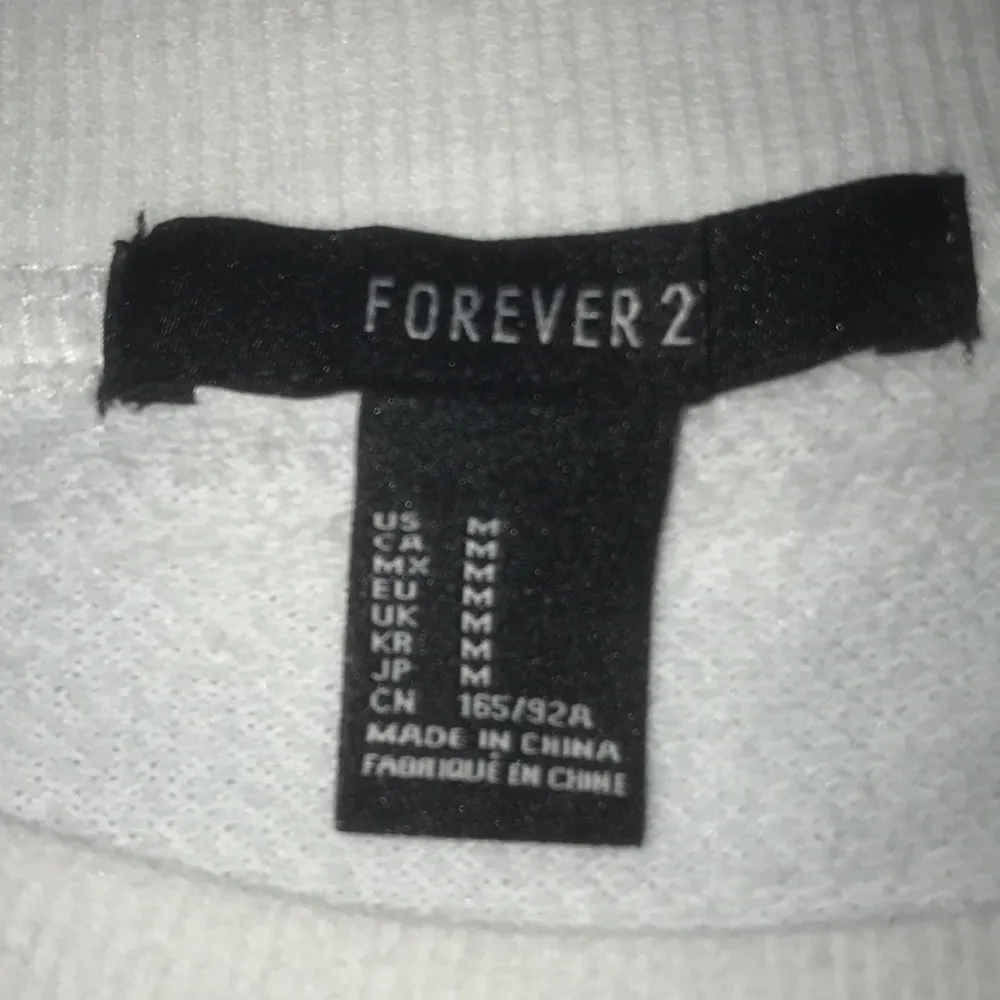 FOREVER 2
US M
CA M
MX M
EU M
UK M
KR M
JP M
CN 165/92A
MADE IN CHINA
FABRIQUÉ EN CHINE